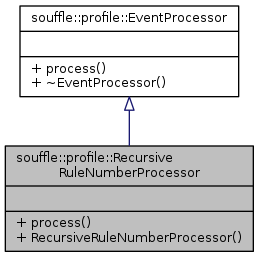 souffle::profile::EventProcessor
+ process()
+ ~EventProcessor()
souffle::profile::Recursive
RuleNumberProcessor
+ process()
+ RecursiveRuleNumberProcessor()